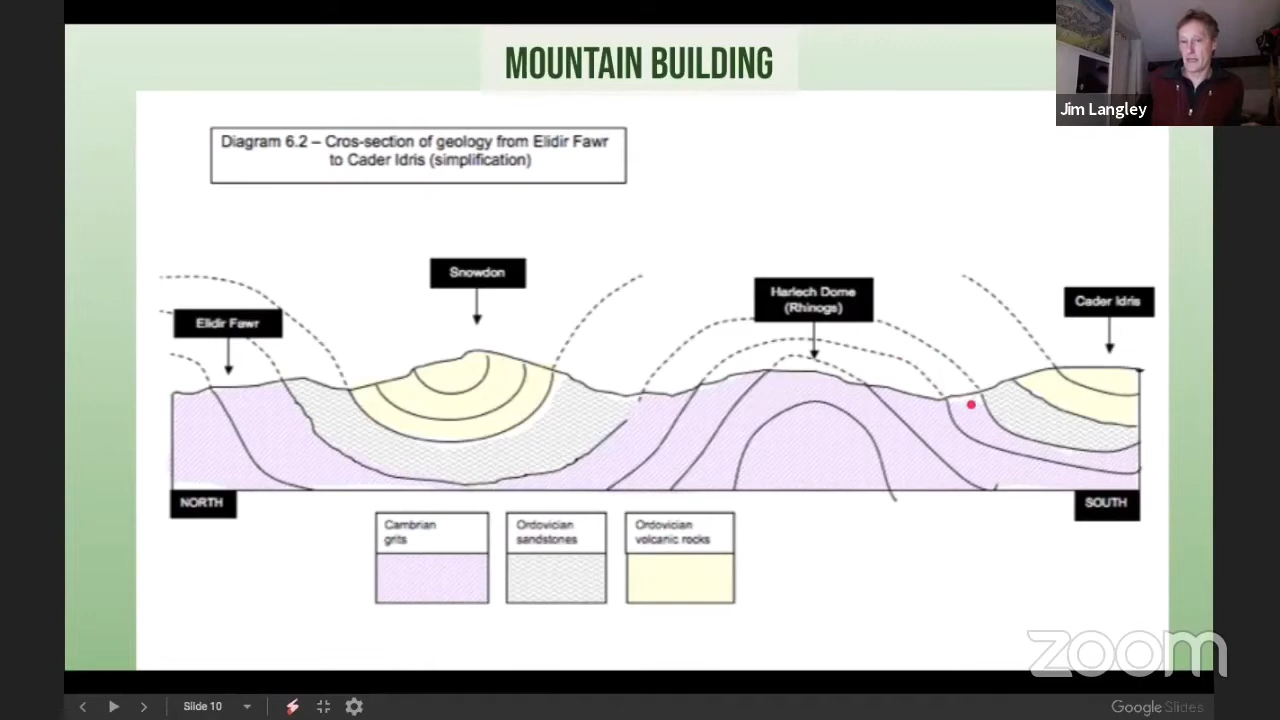 MOUNTAIN BUILDING
Jim Langley
Diagram 6.2 – Cros-section of geology from Elidir Fawr
to Cader Idris (simplification)
Snowdon
Harlech Dome
(Rhinogs)
Cader Idris
Elidir Fawr
NORTH
SOUTH
Cambrian
grits
Ordovician
sandstones
Ordovician
volcanic rocks
zoom
Slide 10
Google Slides